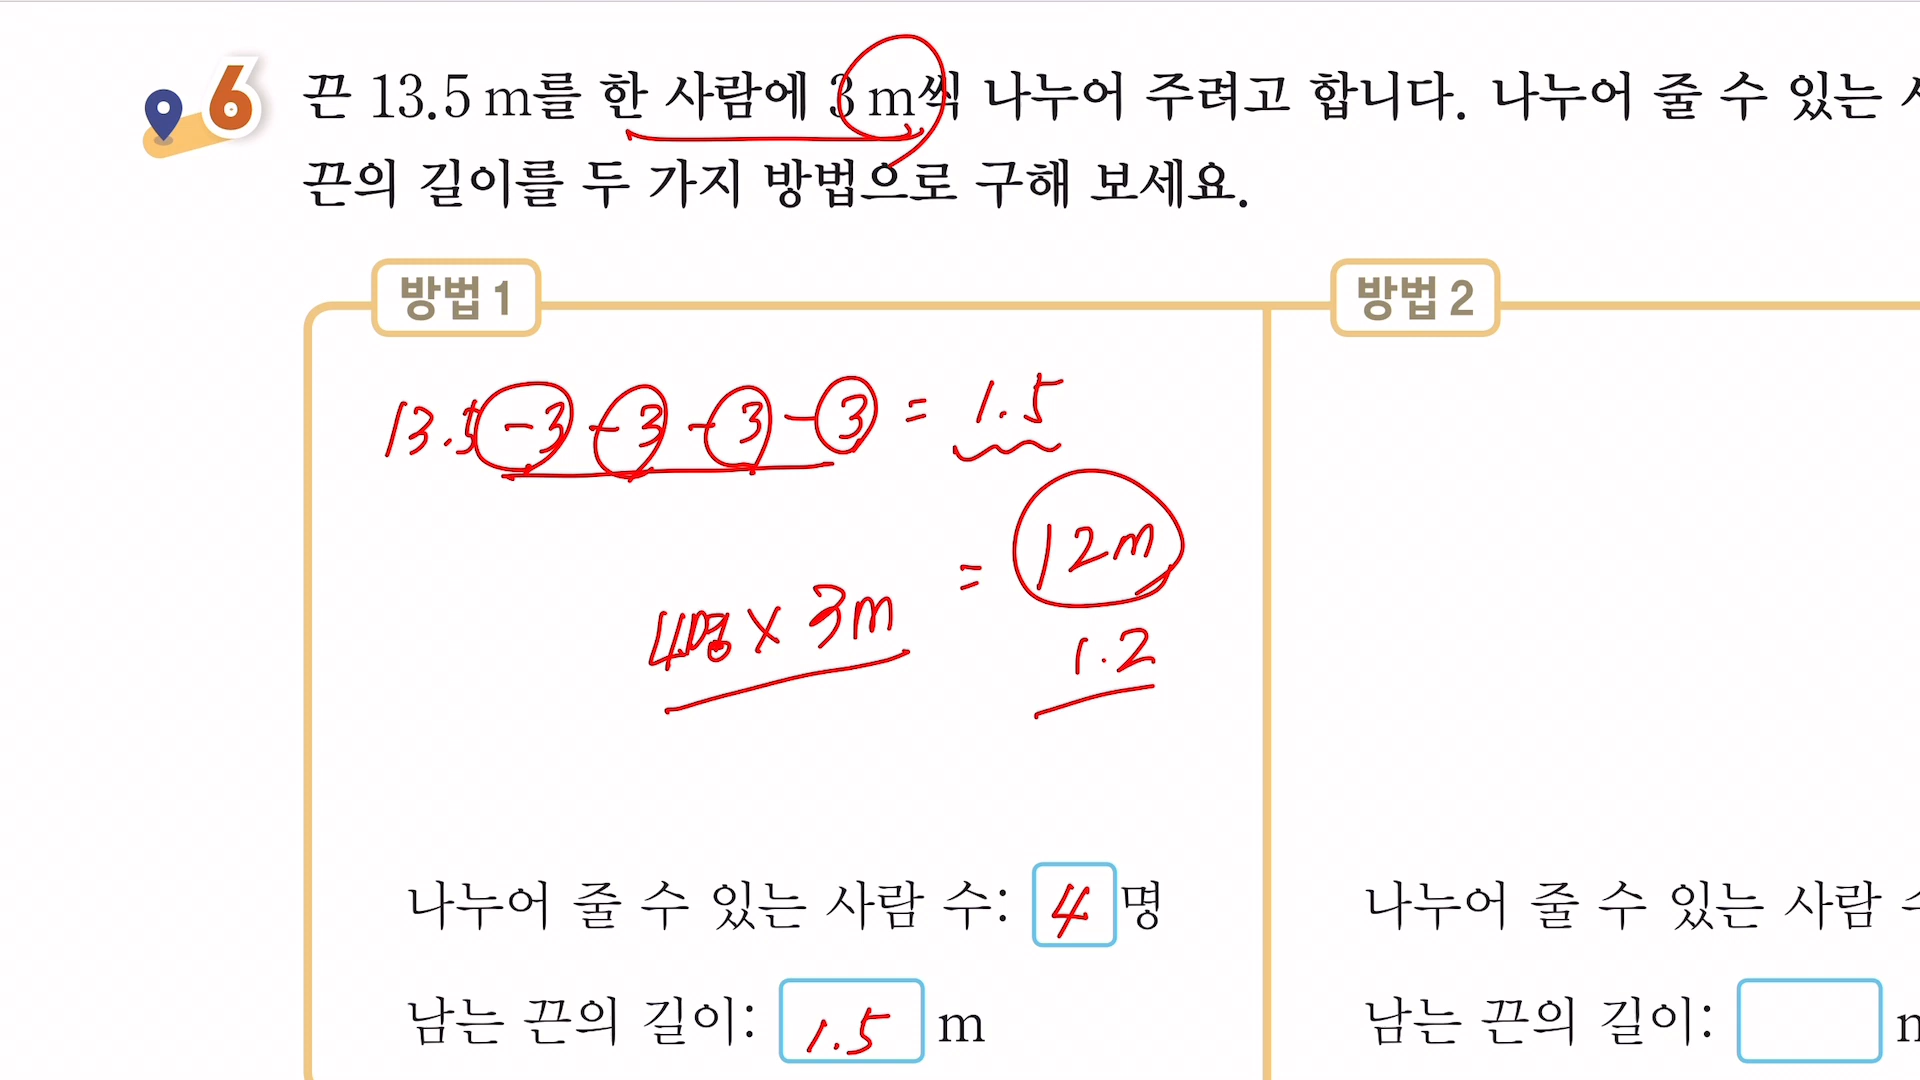 6 끈 13.5 m를 한 사람에 3 m씩 나누어 주려고 합니다. 나누어 줄 수 있는
끈의 길이를 두 가지 방법으로 구해 보세요.
방법 1
13.5 - 3 - 3 - 3 - 3 = 1.5
4명 × 3m = 12m
1.2
나누어 줄 수 있는 사람 수: 4 명
남는 끈의 길이: 1.5 m
방법 2
나누어 줄 수 있는 사람
남는 끈의 길이: